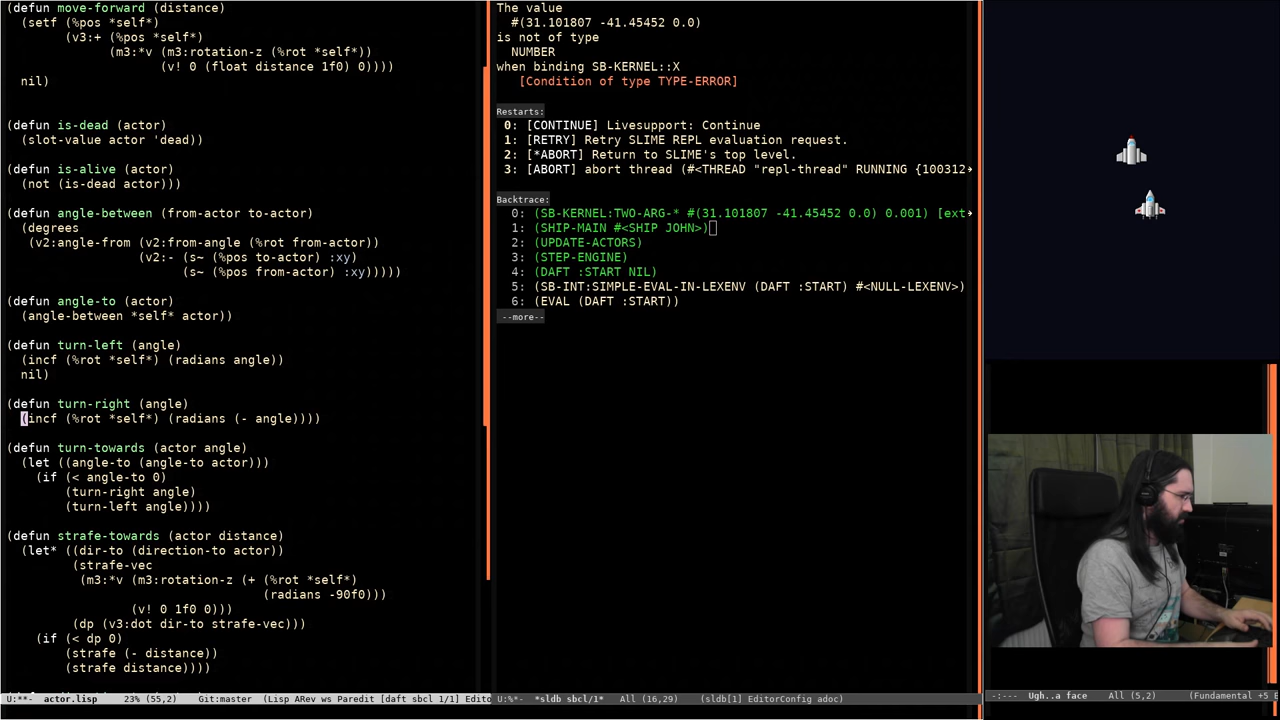 (defun move-forward (distance)
  (setf (%pos *self*)
        (v3:+ (%pos *self*)
              (m3:*v (m3:rotation-z (%rot *self*))
                     (v! 0 (float distance 1f0) 0))))
  nil)
(defun is-dead (actor)
  (slot-value actor 'dead))
(defun is-alive (actor)
  (not (is-dead actor)))
(defun angle-between (from-actor to-actor)
  (degrees
   (v2:angle-from (v2:from-angle (%rot from-actor))
                  (v2:- (s~ (%pos to-actor) :xy)
                        (s~ (%pos from-actor) :xy)))))
(defun angle-to (actor)
  (angle-between *self* actor))
(defun turn-left (angle)
  (incf (%rot *self*) (radians angle))
  nil)
(defun turn-right (angle)
  (incf (%rot *self*) (radians (- angle))))
(defun turn-towards (actor angle)
  (let ((angle-to (angle-to actor)))
    (if (< angle-to 0)
        (turn-right angle)
        (turn-left angle))))
(defun strafe-towards (actor distance)
  (let* ((dir-to (direction-to actor))
         (strafe-vec
          (m3:*v (m3:rotation-z (+ (%rot *self*)
                                   (radians -90f0)))
                 (v! 0 1f0 0)))
         (dp (v3:dot dir-to strafe-vec)))
    (if (< dp 0)
        (strafe (- distance))
        (strafe distance))))
U:**-  actor.lisp     23% (55,2)     Git:master  (Lisp ARev ws Paredit [daft sbcl 1/1] Edito
The value
  #(31.101807 -41.45452 0.0)
is not of type
  NUMBER
when binding SB-KERNEL::X
   [Condition of type TYPE-ERROR]
Restarts:
 0: [CONTINUE] Livesupport: Continue
 1: [RETRY] Retry SLIME REPL evaluation request.
 2: [*ABORT] Return to SLIME's top level.
 3: [ABORT] abort thread (#<THREAD "repl-thread" RUNNING {100312
Backtrace:
  0: (SB-KERNEL:TWO-ARG-* #(31.101807 -41.45452 0.0) 0.001) [ext
  1: (SHIP-MAIN #<SHIP JOHN>)
  2: (UPDATE-ACTORS)
  3: (STEP-ENGINE)
  4: (DAFT :START NIL)
  5: (SB-INT:SIMPLE-EVAL-IN-LEXENV (DAFT :START) #<NULL-LEXENV>)
  6: (EVAL (DAFT :START))
 --more--
U:%*-  *sldb sbcl/1*   All (16,29)    (sldb[1] EditorConfig adoc)
-:---  Ugh..a face    All (5,2)      (Fundamental +5 E